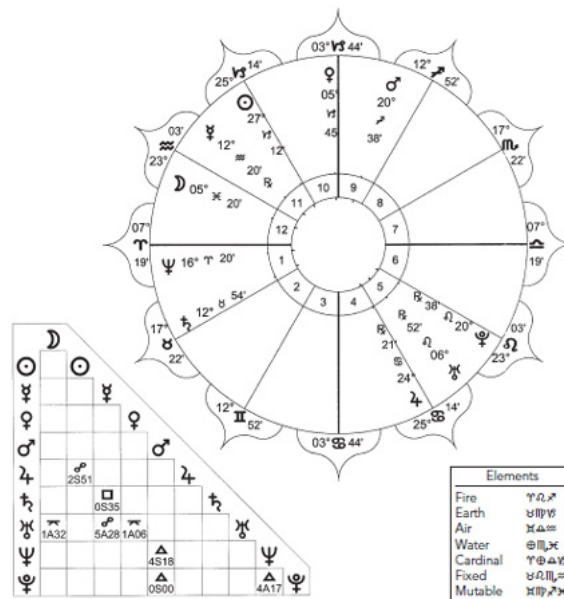 03° ♑ 44'
25° ♑ 14'
12° ♐ 52'
♀ 05° ♑ 45
♂ 20° ♐ 38'
☉ 27° ♑ 12'
03' ♒ 23°
☿ 12° ♒ 20' ℞
17° ♏ 22'
☽ 05° ♓ 20'
11 10 9 8
12 7
07° ♈ 19'
07° ♎ 19'
1 6
♆ 16° ♈ 20'
2 3 4 5
♄ 12° ♉ 54'
℞ 38' ♌ 20° ♇
03' ♌ 23°
17° ♉ 22'
℞ 52' ♌ 06° ♅
℞ 21' ♋ 24° ♃
12° ♊ 52'
25° ♋ 14'
03° ♋ 44'
☽
☉ ☉
☿ ☿
♀ ♀
♂ ♂
♃ ☍ 2S51 ♃
♄ □ 0S35 ♄
♅ ⚻ 1A32 ☍ 5A28 ⚻ 1A06 ♅
♆ △ 4S18 ♆
♇ △ 0S00 △ 4A17 ♇
Elements
Fire ♈♌♐
Earth ♉♍♑
Air ♓♎♒
Water ⊕♏♓
Cardinal ♈⊕♎♑
Fixed ♉♌♏♒
Mutable ♓♍♐♓